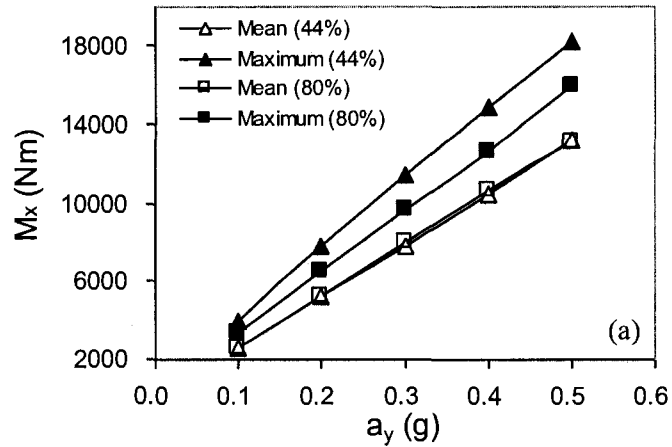 18000
14000
10000
6000
2000
Mx (Nm)
Mean (44%)
Maximum (44%)
Mean (80%)
Maximum (80%)
(a)
0.0 0.1 0.2 0.3 0.4 0.5 0.6
ay (g)